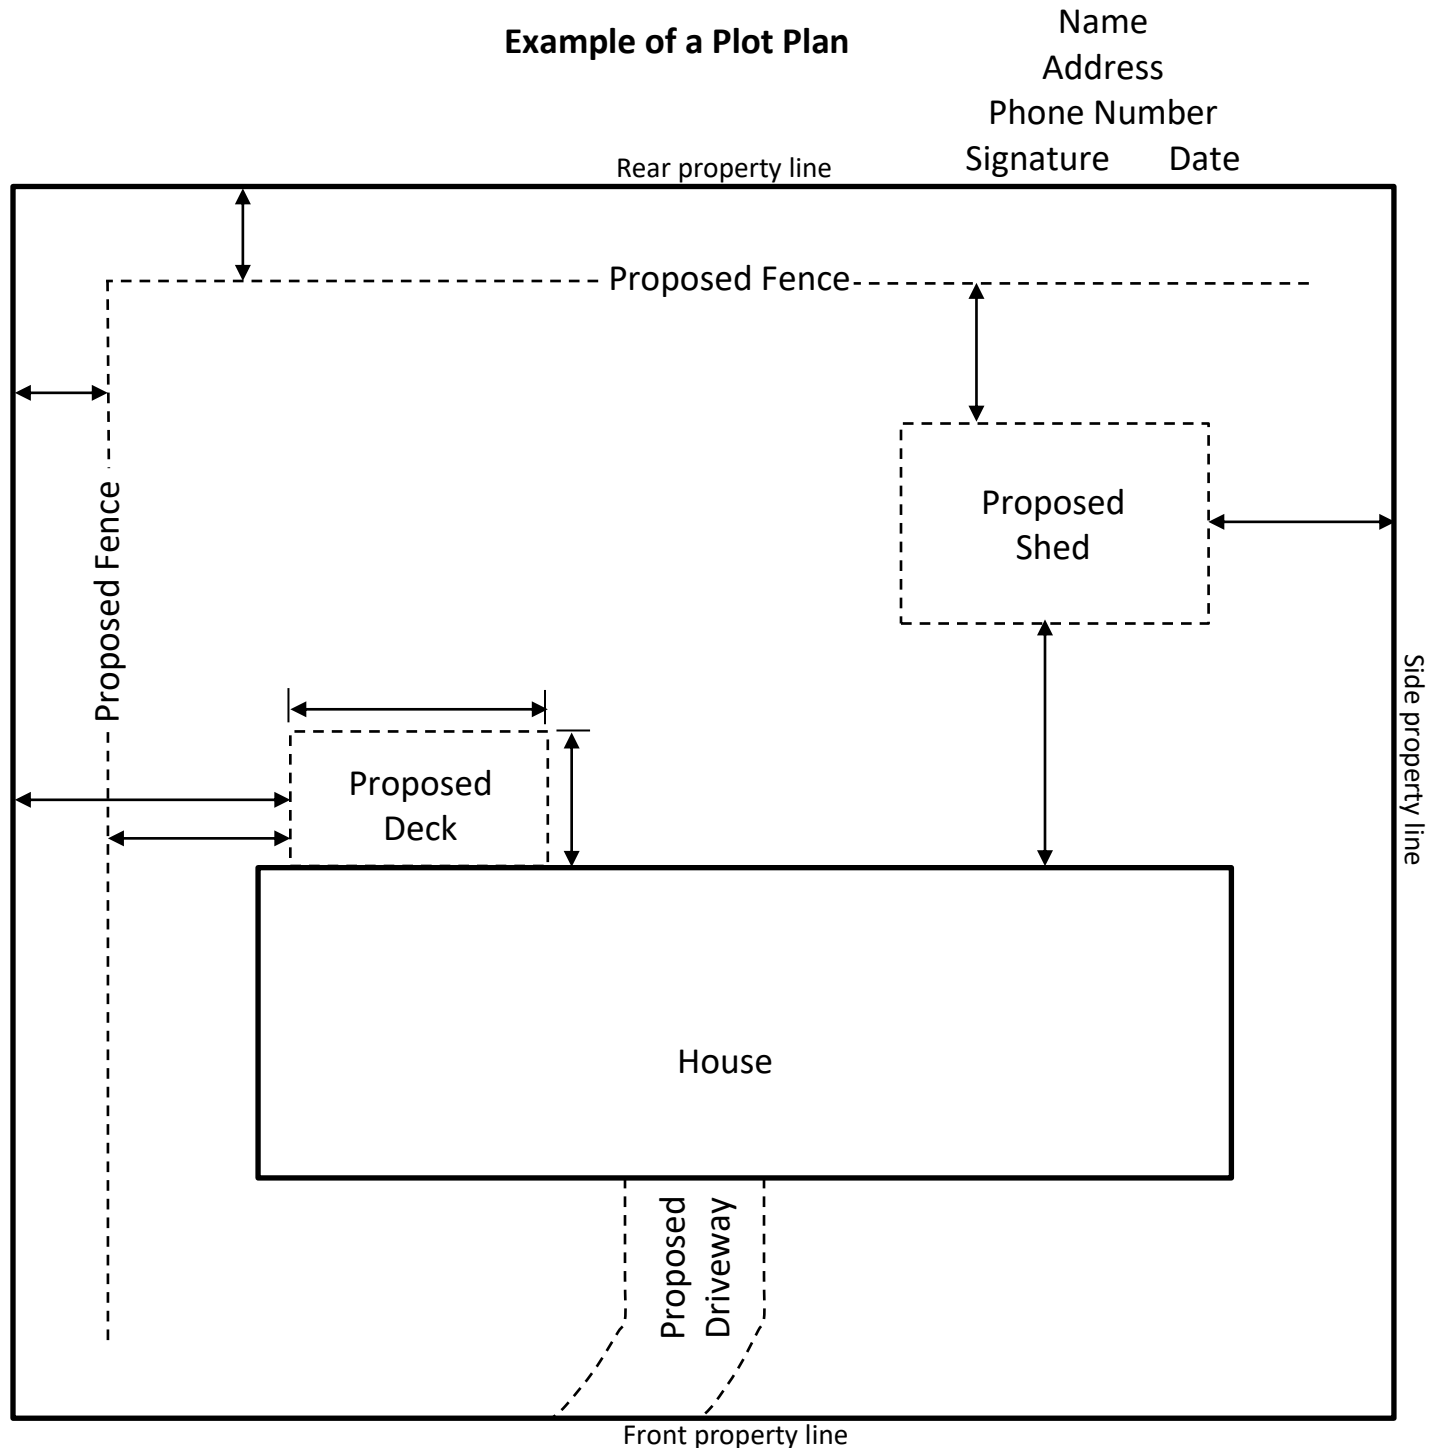 Example of a Plot Plan
Name
Address
Phone Number
Signature Date
Rear property line
Proposed Fence
Proposed Fence
Proposed
Shed
Side property line
Proposed
Deck
House
Proposed
Driveway
Front property line